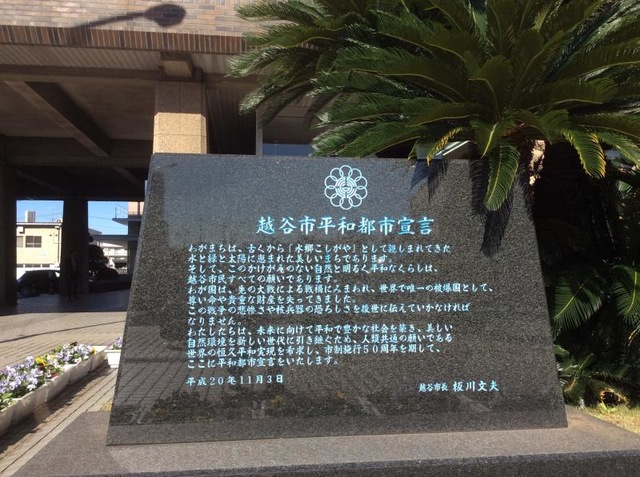 越谷市平和都市宣言
わがまちは、古くから「水郷こしがや」として親しまれてきた
水と緑と太陽に恵まれた美しいまちであります。
そして、このかけがえのない自然と明るく平和なくらしは、
越谷市民すべての願いであります。
わが国は、先の大戦により戦禍にみまわれ、世界で唯一の被爆国として、
尊い命や貴重な財産を失ってきました。
この戦争の悲惨さや核兵器の恐ろしさを後世に伝えていかなければ
なりません。
わたしたちは、未来に向けて平和で豊かな社会を築き、美しい
自然環境を新しい世代に引き継ぐため、人類共通の願いである
世界の恒久平和実現を希求し、市制施行５０周年を期して、
ここに平和都市宣言をいたします。
平成２０年１１月３日
越谷市長 板川文夫